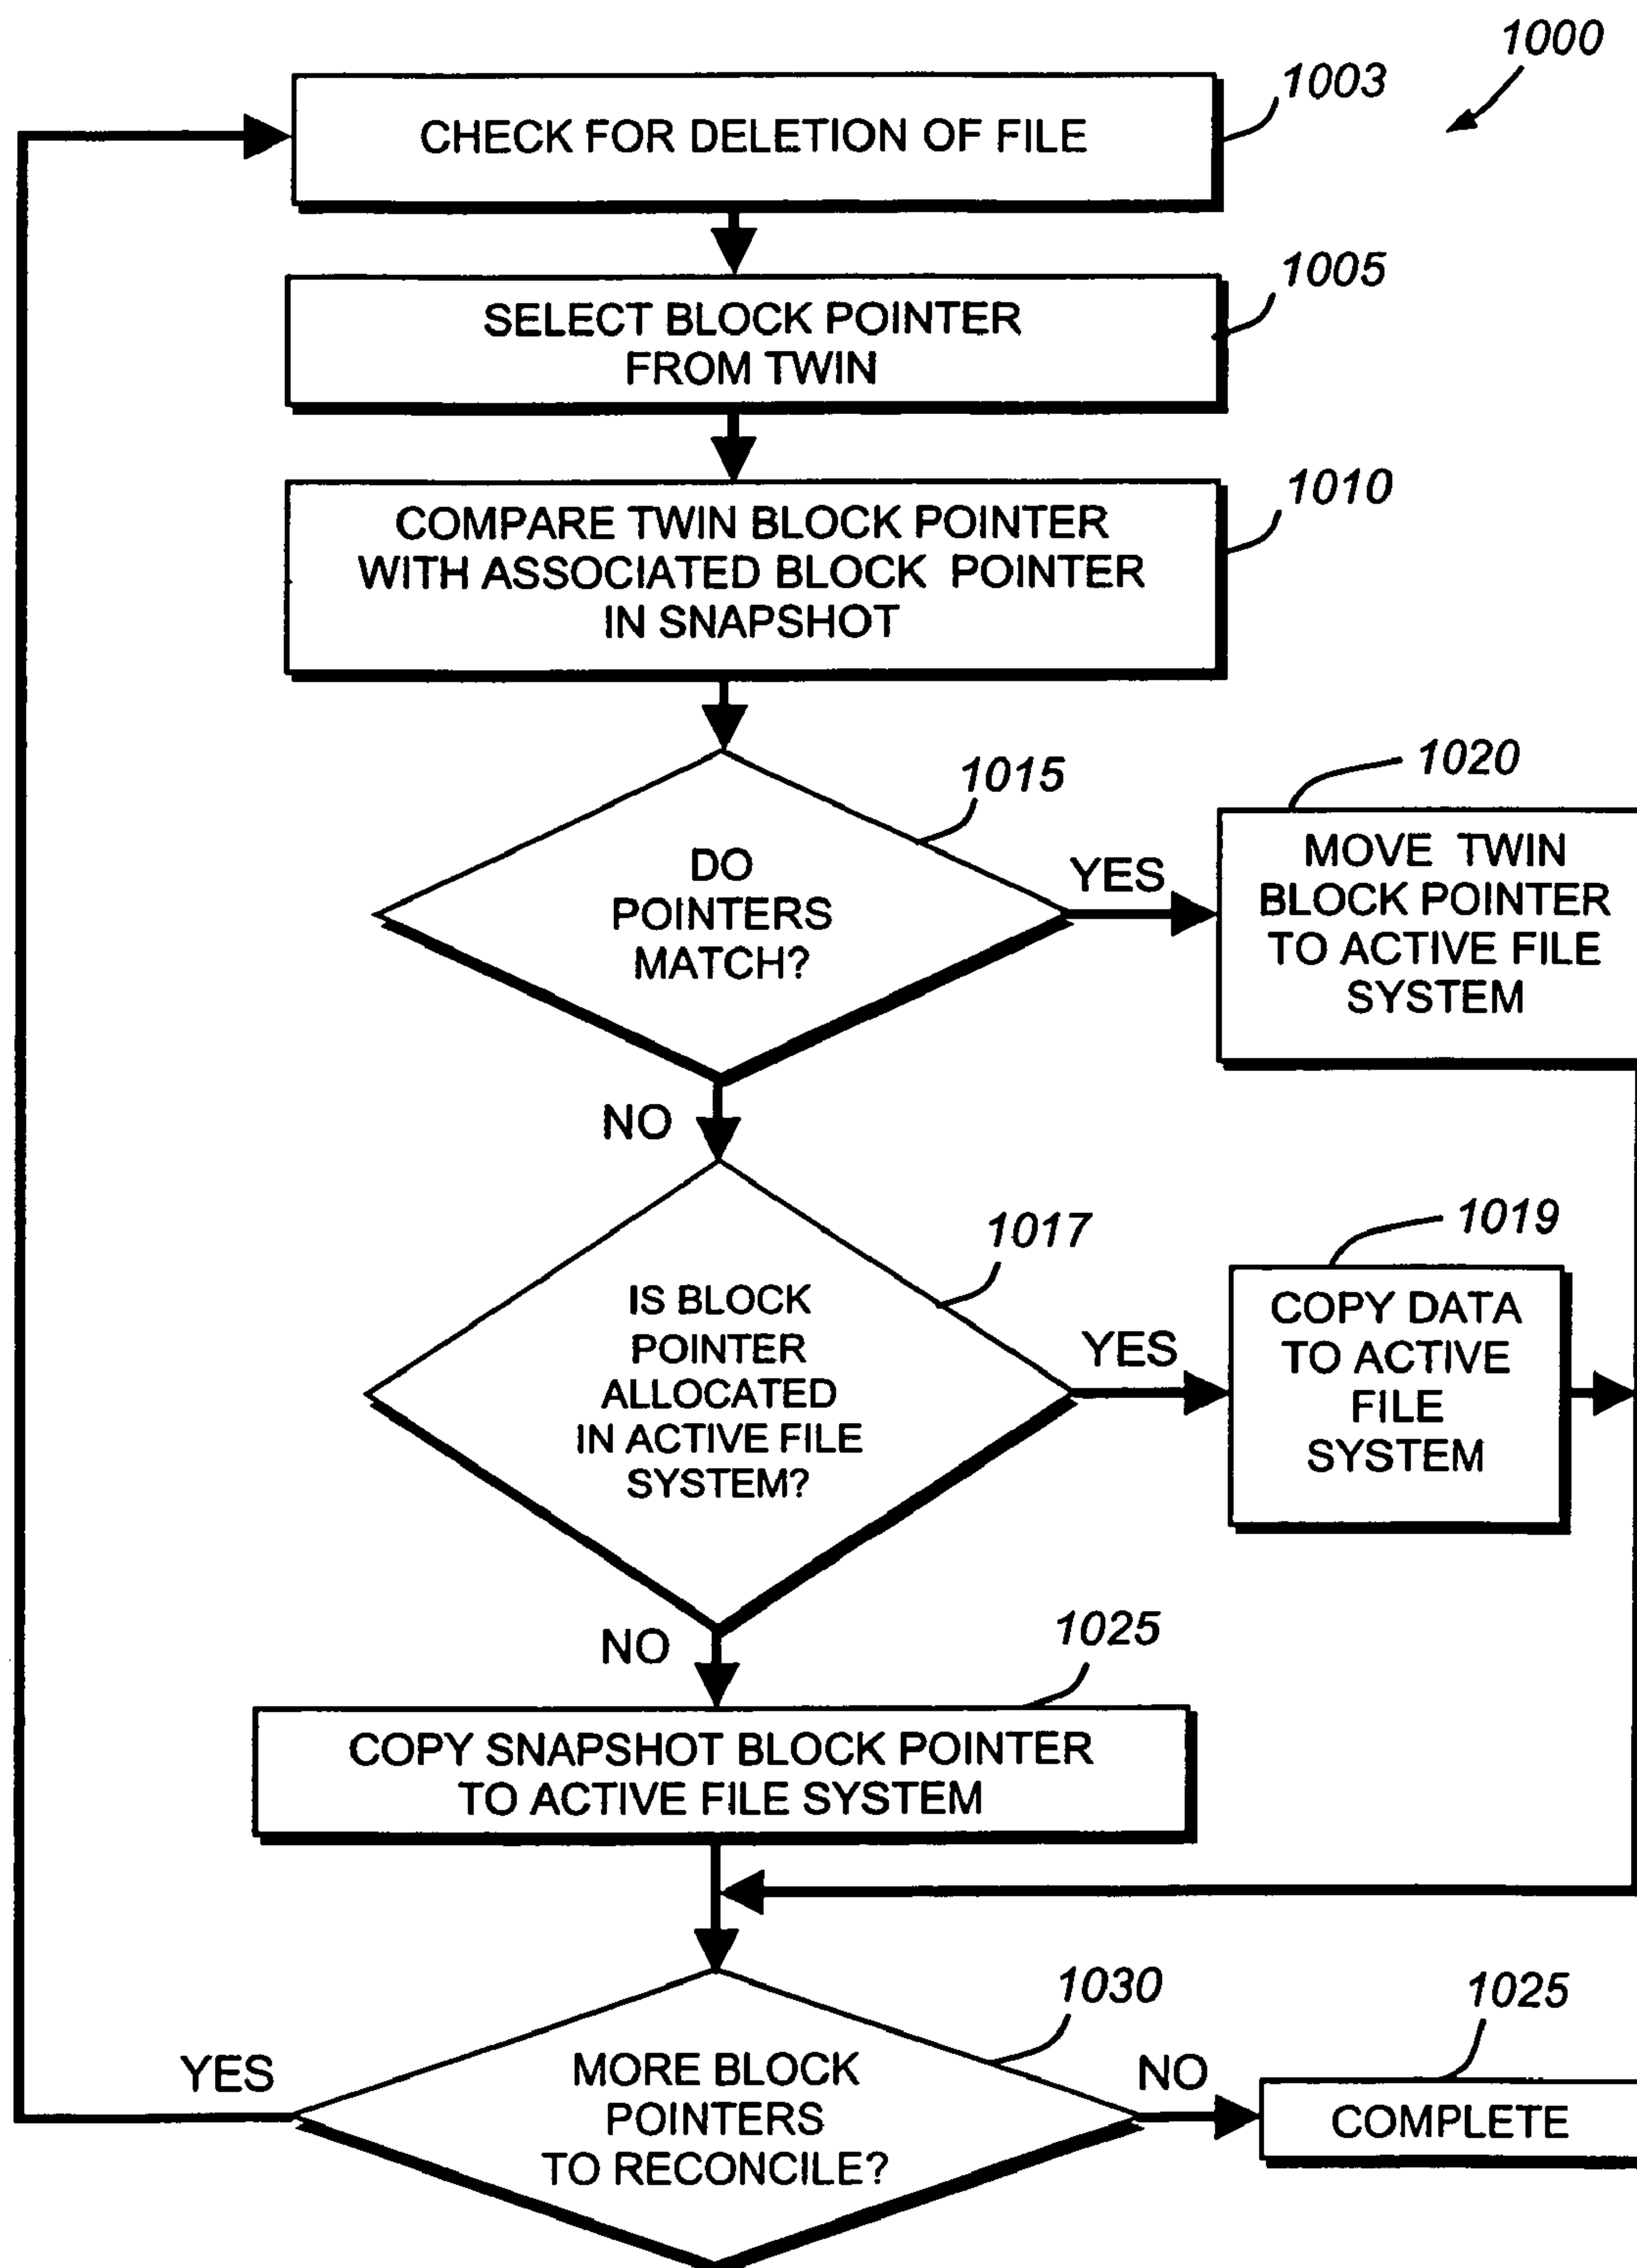 1000
1003
CHECK FOR DELETION OF FILE
1005
SELECT BLOCK POINTER
FROM TWIN
1010
COMPARE TWIN BLOCK POINTER
WITH ASSOCIATED BLOCK POINTER
IN SNAPSHOT
1015
DO
POINTERS
MATCH?
YES
1020
MOVE TWIN
BLOCK POINTER
TO ACTIVE FILE
SYSTEM
NO
1017
IS BLOCK
POINTER
ALLOCATED
IN ACTIVE FILE
SYSTEM?
YES
1019
COPY DATA
TO ACTIVE
FILE
SYSTEM
NO
1025
COPY SNAPSHOT BLOCK POINTER
TO ACTIVE FILE SYSTEM
1030
MORE BLOCK
POINTERS
TO RECONCILE?
YES
NO
1025
COMPLETE